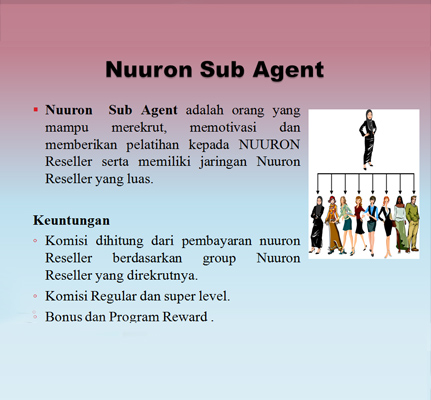 Nuuron Sub Agent
Nuuron Sub Agent adalah orang yang
mampu merekrut, memotivasi dan
memberikan pelatihan kepada NUURON
Reseller serta memiliki jaringan Nuuron
Reseller yang luas.
Keuntungan
Komisi dihitung dari pembayaran nuuron
Reseller berdasarkan group Nuuron
Reseller yang direkrutnya.
Komisi Regular dan super level.
Bonus dan Program Reward .